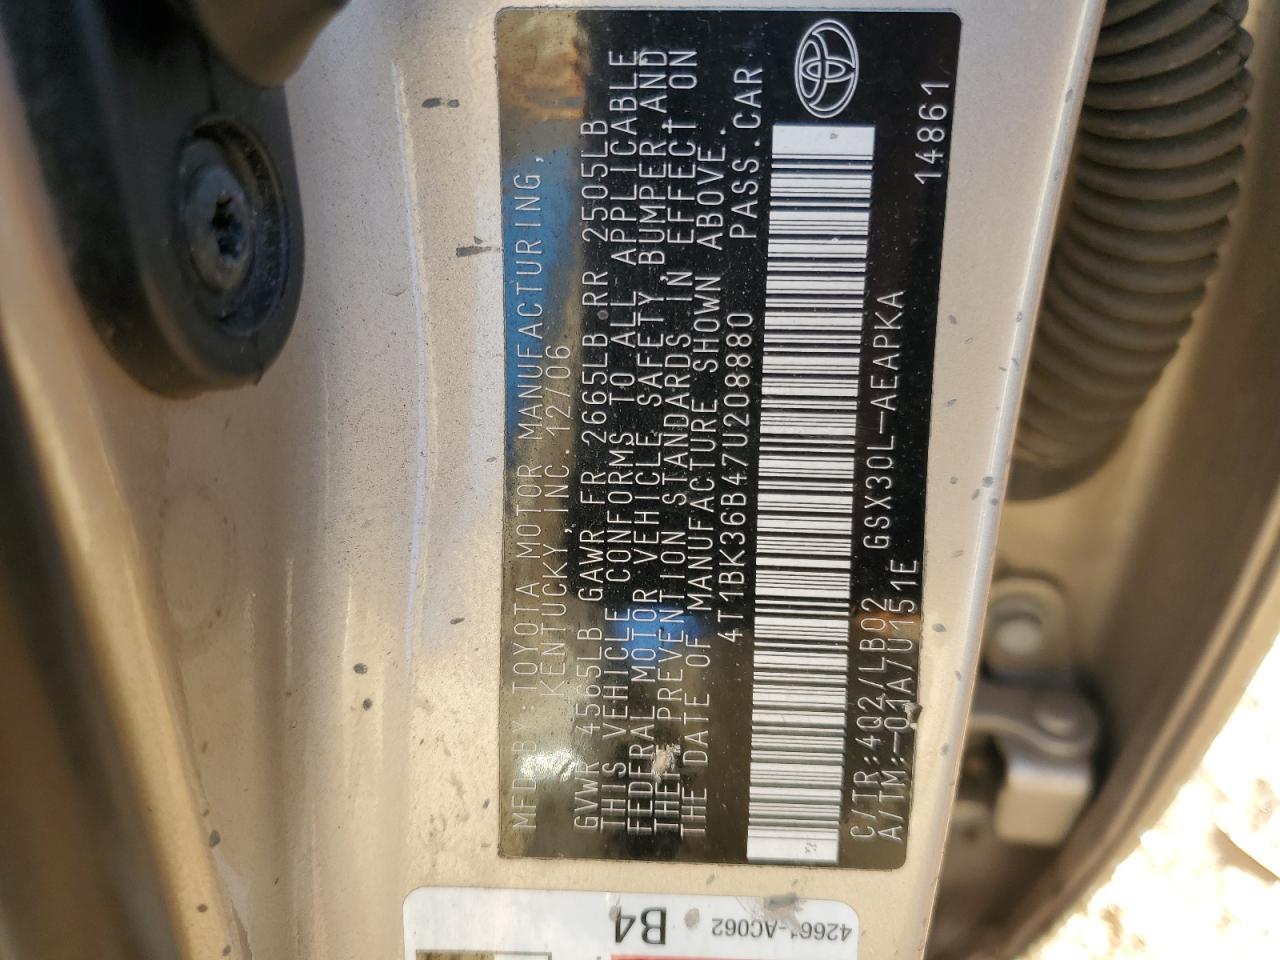 MFD.BY:TOYOTA MOTOR MANUFACTURING,
KENTUCKY, INC. 12/06
GVWR 4565LB GAWR FR 2665LB RR 2505LB
THIS VEHICLE CONFORMS TO ALL APPLICABLE
FEDERAL MOTOR VEHICLE SAFETY,BUMPER,AND
THEFT PREVENTION STANDARDS IN EFFECT ON
THE DATE OF MANUFACTURE SHOWN ABOVE.
4T1BK36B47U208880 PASS.CAR
C/TR:4Q2/LB02 GSX30L-AEAPKA
A/TM:-01A/U151E 14861
B4
42661-AC062